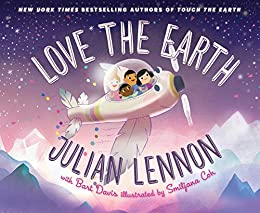 NEW YORK TIMES BESTSELLING AUTHORS OF TOUCH THE EARTH
LOVE THE EARTH
JULIAN LENNON
with Bart Davis illustrated by Smiljana Coh